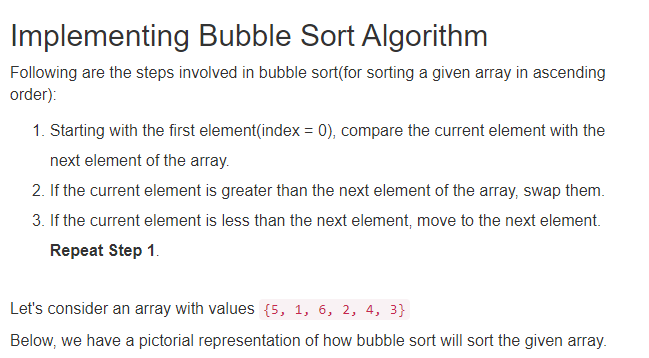 Implementing Bubble Sort Algorithm
Following are the steps involved in bubble sort(for sorting a given array in ascending
order):
1. Starting with the first element(index = 0), compare the current element with the
next element of the array.
2. If the current element is greater than the next element of the array, swap them.
3. If the current element is less than the next element, move to the next element.
Repeat Step 1.
Let's consider an array with values {5, 1, 6, 2, 4, 3}
Below, we have a pictorial representation of how bubble sort will sort the given array.